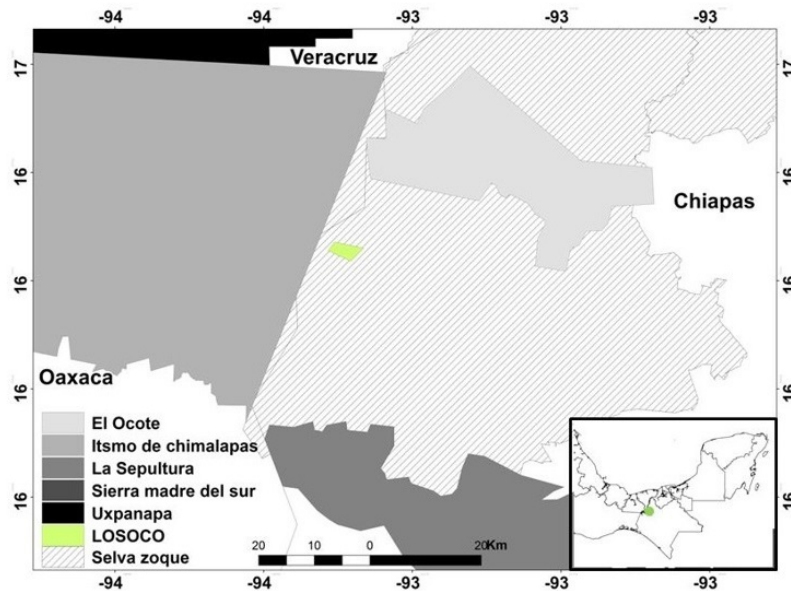 -94 -94 -93 -93 -93
Veracruz
17 17
16 16
Chiapas
16 16
16 16
Oaxaca
El Ocote
Itsmo de chimalapas
La Sepultura
Sierra madre del sur
16 16
Uxpanapa
LOSOCO
Selva zoque
20 10 0 20Km
-94 -94 -93 -93 -93